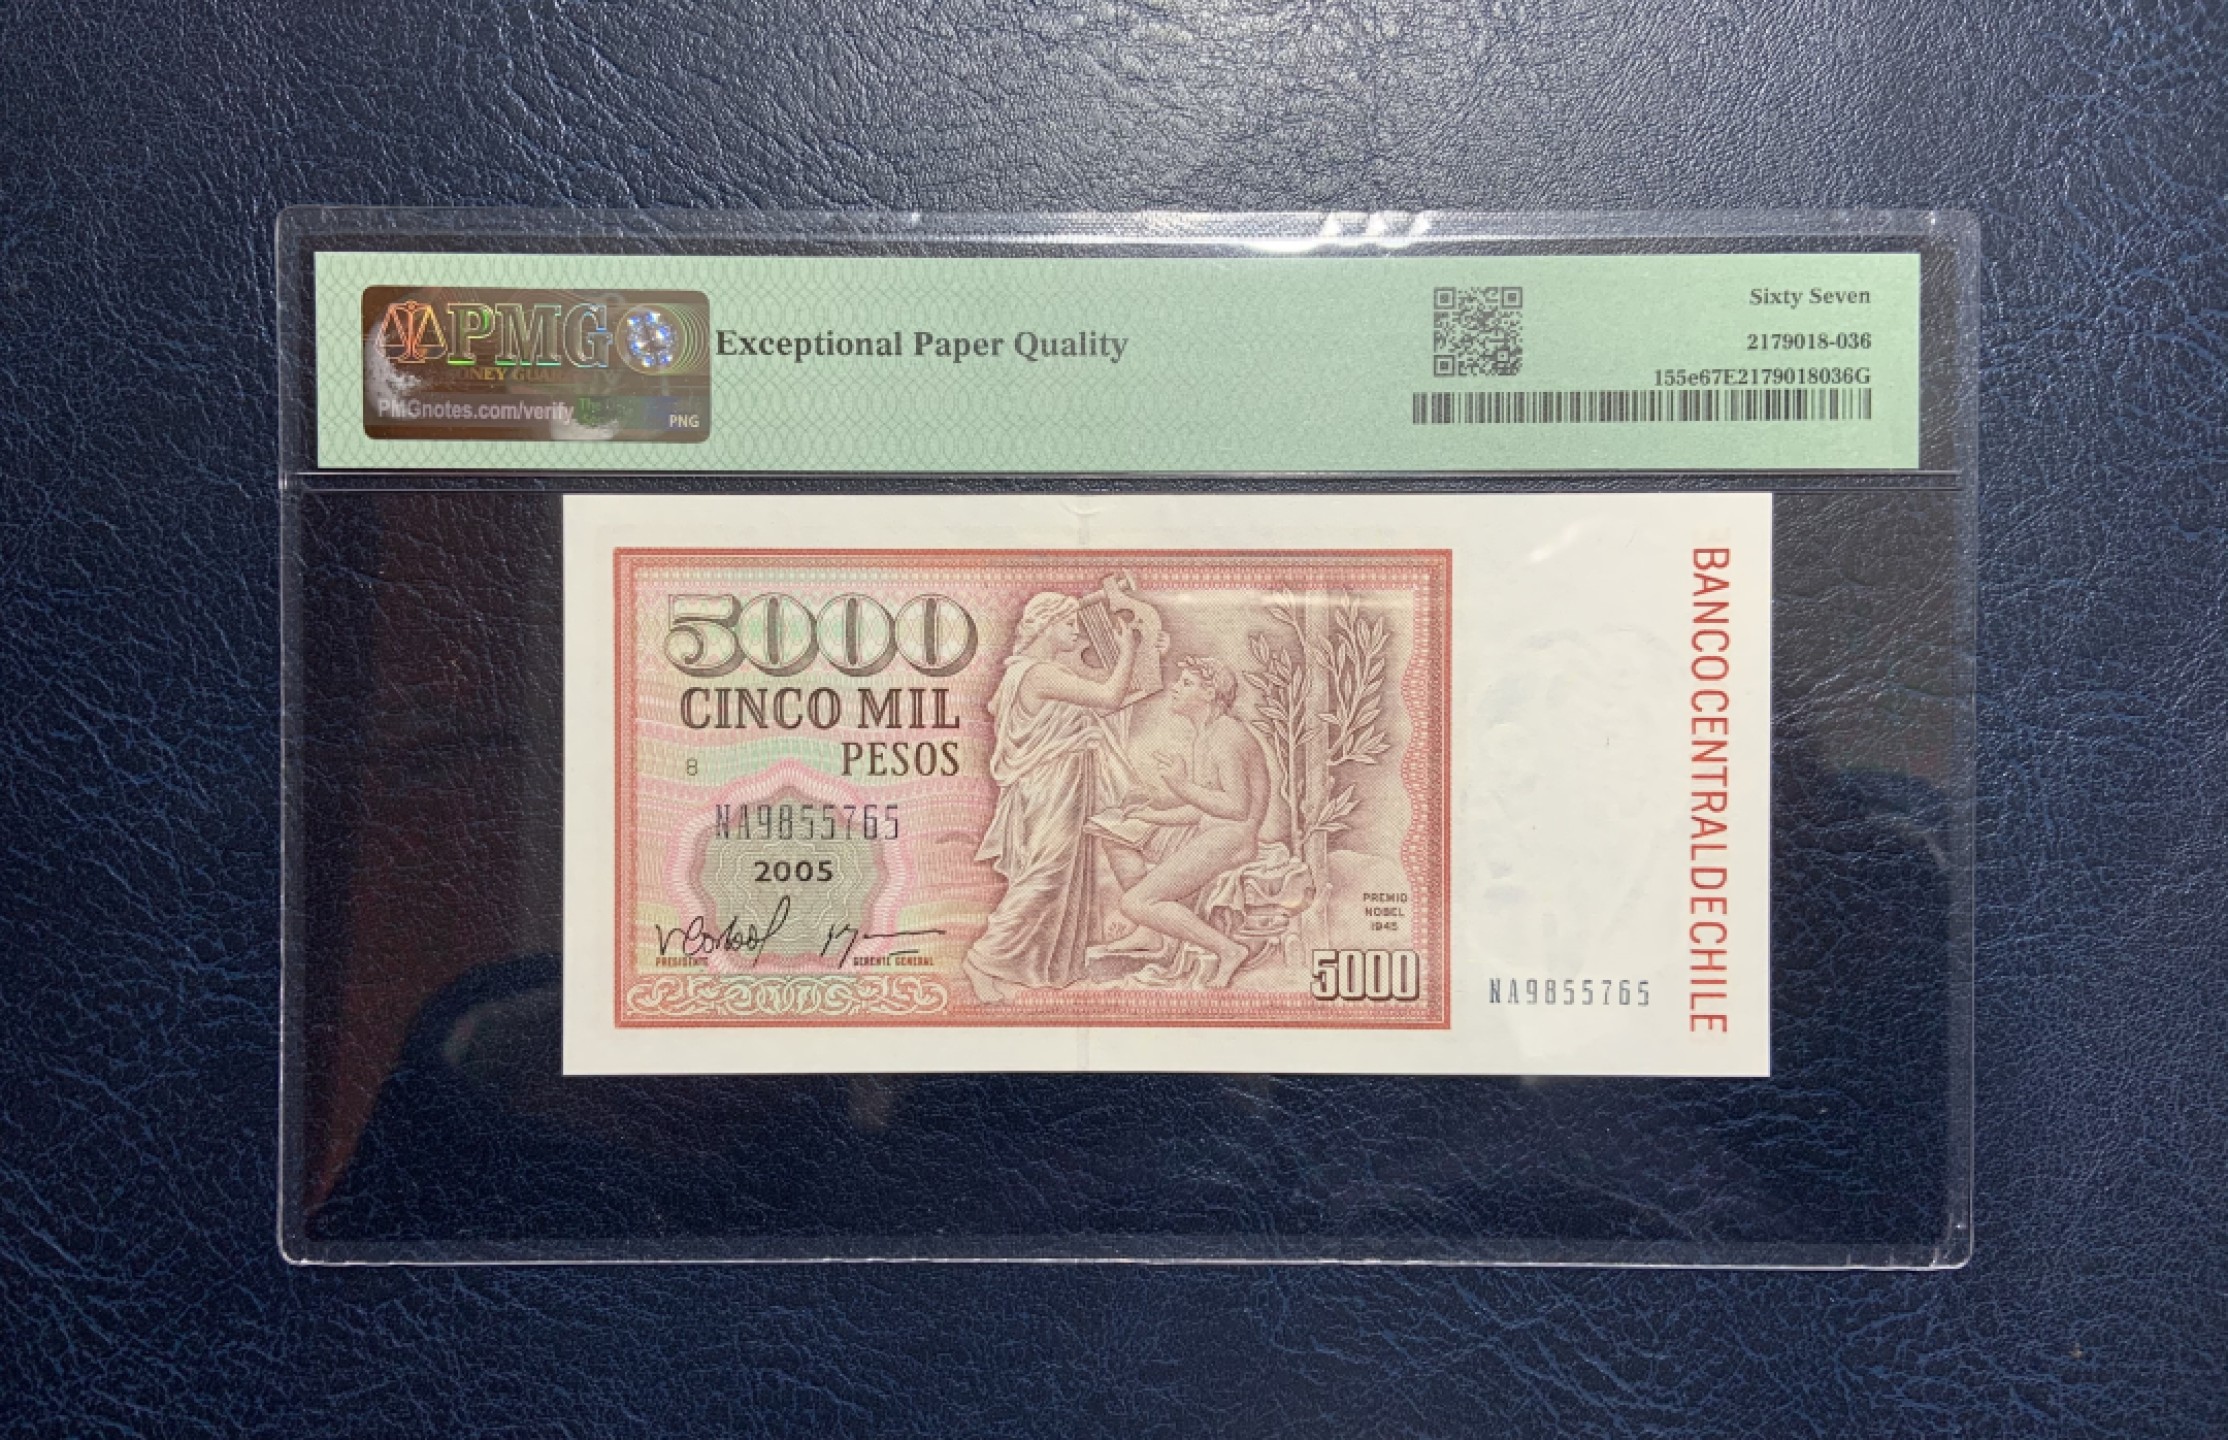 PMG
PMGnotes.com/verify
PNG
Exceptional Paper Quality
Sixty Seven
2179018-036
155e67E2179018036G
5000
CINCO MIL
PESOS
8
NA9855765
2005
PRESIDENTE
GERENTE GENERAL
PREMIO
NOBEL
1945
5000
NA9855765
BANCOCENTRALDECHILE